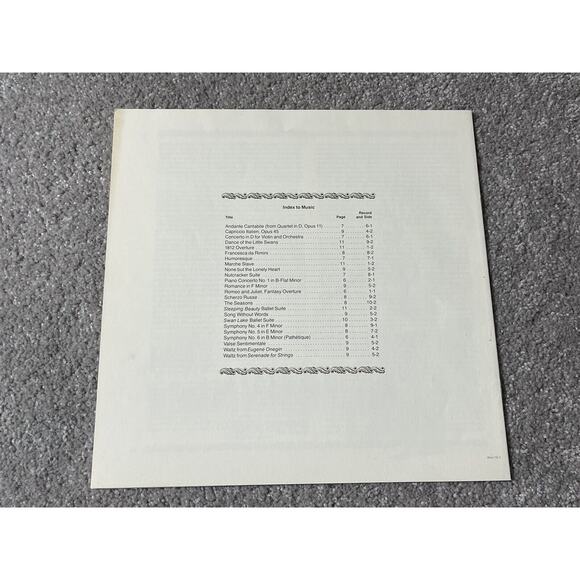 Index to Music
Title Page Record and Side
Andante Cantabile (from Quartet in D, Opus 11) 7 6-1
Capriccio Italien, Opus 45 9 4-2
Concerto in D for Violin and Orchestra 7 6-1
Dance of the Little Swans 11 9-2
1812 Overture 11 1-2
Francesca da Rimini 8 8-2
Humoresque 7 7-1
Marche Slave 11 1-2
None but the Lonely Heart 9 5-2
Nutcracker Suite 7 8-1
Piano Concerto No. 1 in B-Flat Minor 6 2-1
Romance in F Minor 9 5-2
Romeo and Juliet, Fantasy Overture 6 1-1
Scherzo Russe 8 9-2
The Seasons 8 10-2
Sleeping Beauty Ballet Suite 11 2-2
Song Without Words 9 5-2
Swan Lake Ballet Suite 10 3-2
Symphony No. 4 in F Minor 8 9-1
Symphony No. 5 in E Minor 8 7-2
Symphony No. 6 in B Minor (Pathétique) 6 4-1
Valse Sentimentale 9 5-2
Waltz from Eugene Onegin 9 4-2
Waltz from Serenade for Strings 9 5-2